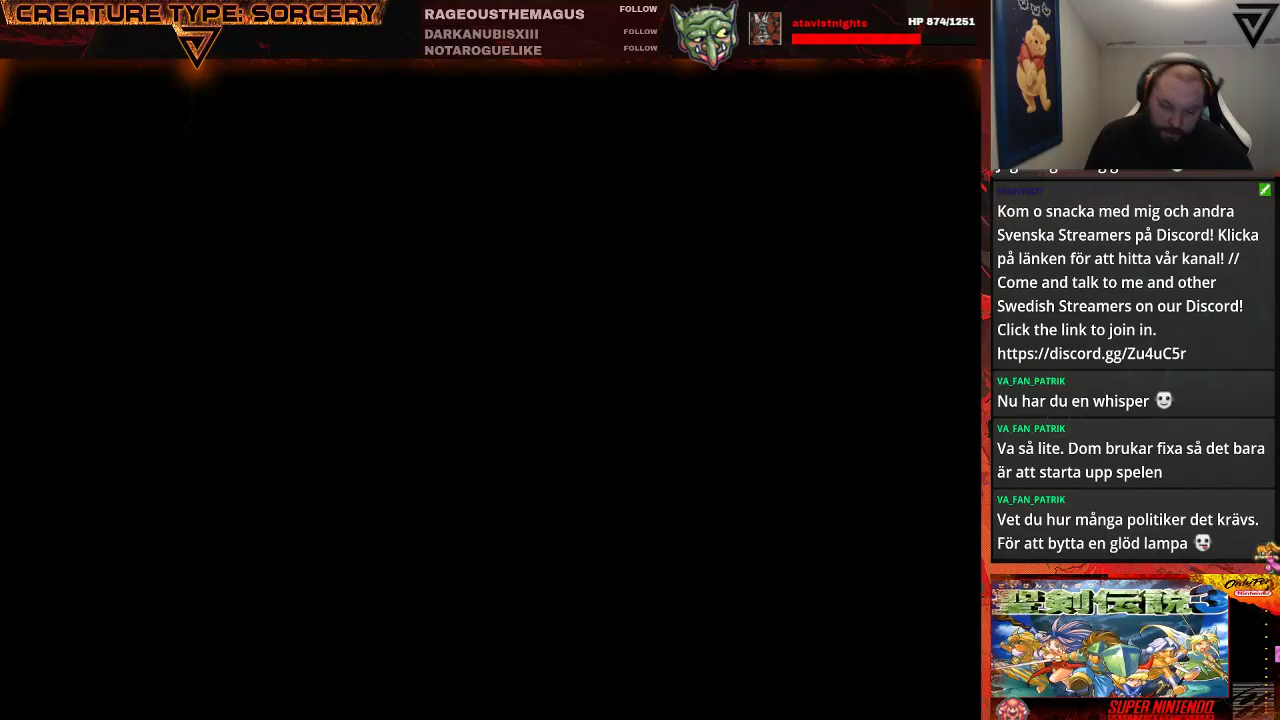 CREATURE TYPE: SORCERY
RAGEOUSTHEMAGUS FOLLOW
DARKANUBISXIII FOLLOW
NOTAROGUELIKE FOLLOW
atavistnights HP 874/1251
Kom o snacka med mig och andra
Svenska Streamers på Discord! Klicka
på länken för att hitta vår kanal! //
Come and talk to me and other
Swedish Streamers on our Discord!
Click the link to join in.
https://discord.gg/Zu4uC5r
VA_FAN_PATRIK
Nu har du en whisper
VA_FAN_PATRIK
Va så lite. Dom brukar fixa så det bara
är att starta upp spelen
VA_FAN_PATRIK
Vet du hur många politiker det krävs.
För att bytta en glöd lampa
聖剣伝説3
Nintendo
SUPER NINTENDO